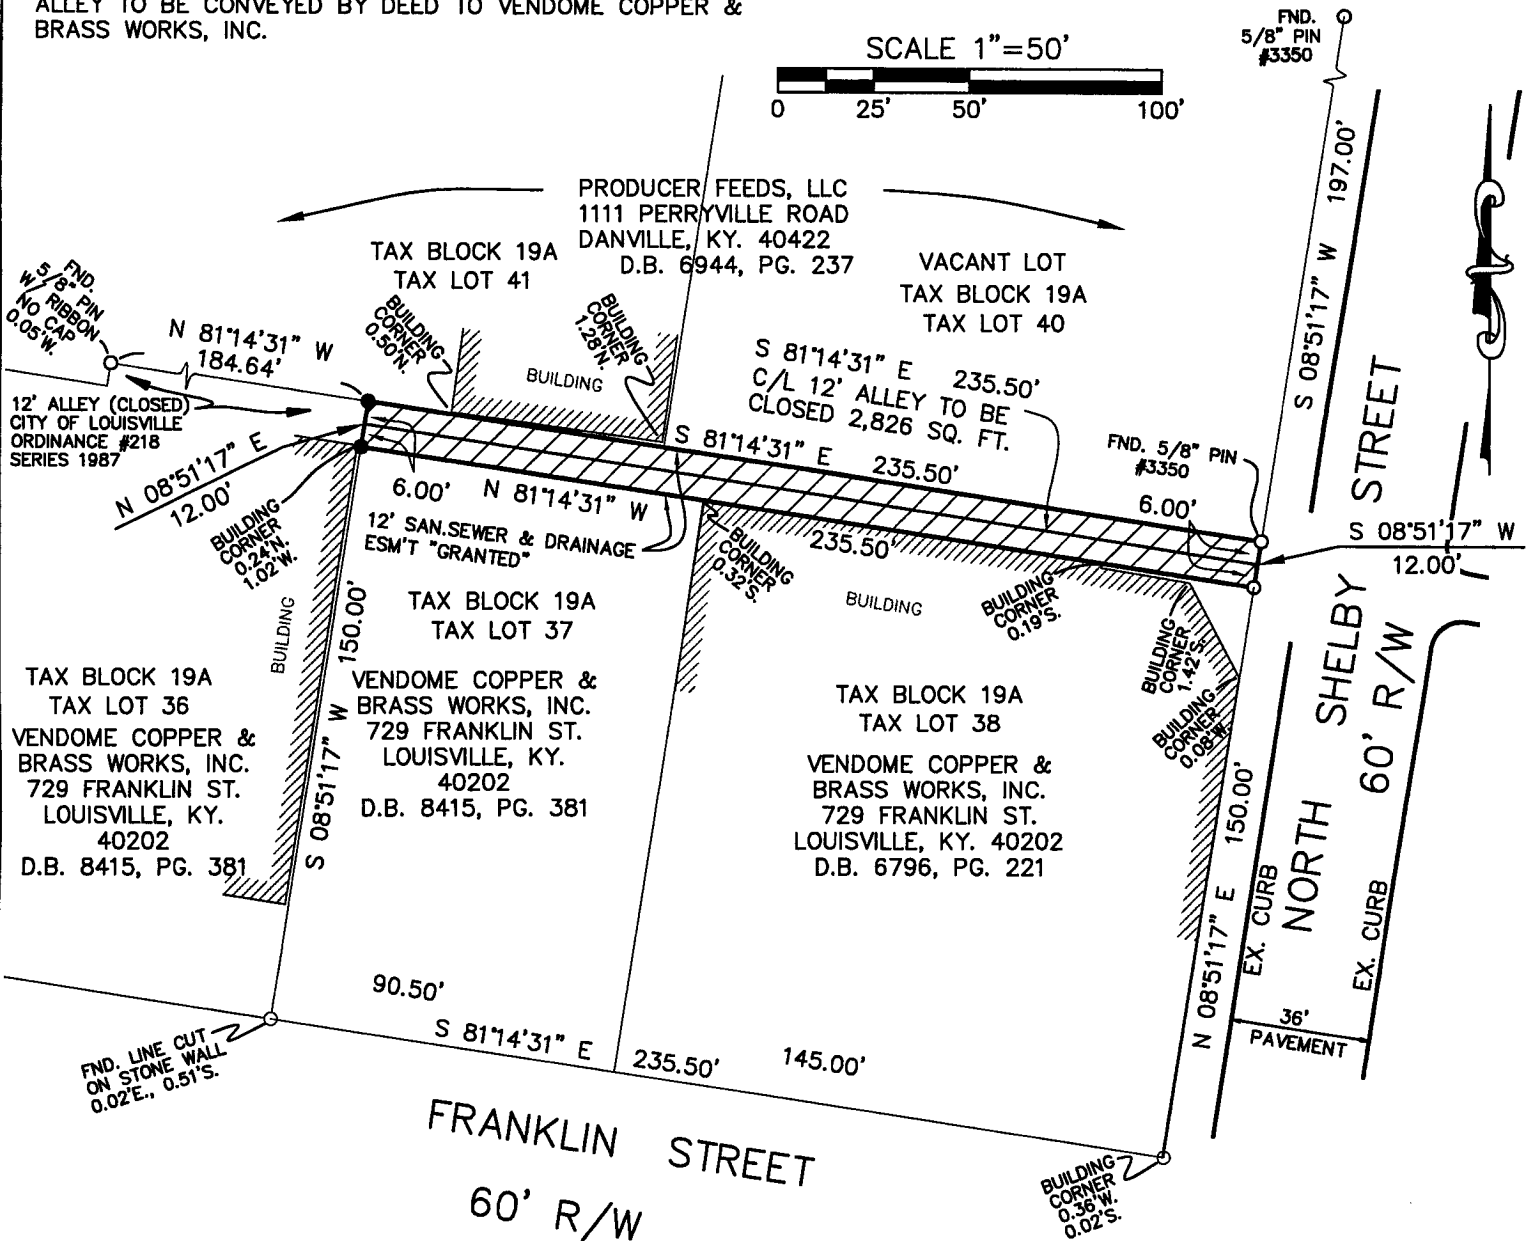 ALLEY TO BE CONVEYED BY DEED TO VENDOME COPPER &
BRASS WORKS, INC.
SCALE 1"=50'
0 25' 50' 100'
FND.
5/8" PIN
#3350
S 08°51'17" W 197.00'
PRODUCER FEEDS, LLC
1111 PERRYVILLE ROAD
DANVILLE, KY. 40422
D.B. 6944, PG. 237
TAX BLOCK 19A
TAX LOT 41
VACANT LOT
TAX BLOCK 19A
TAX LOT 40
FND.
5/8" PIN
W/ RIBBON
NO CAP
0.05'W.
N 81°14'31" W
184.64'
BUILDING
CORNER
0.50'N.
BUILDING
CORNER
1.28'N.
BUILDING
S 81°14'31" E 235.50'
C/L 12' ALLEY TO BE
CLOSED 2,826 SQ. FT.
12' ALLEY (CLOSED)
CITY OF LOUISVILLE
ORDINANCE #218
SERIES 1987
N 08°51'17" E
12.00'
S 81°14'31" E 235.50'
FND. 5/8" PIN
#3350
6.00'
6.00' N 81°14'31" W
235.50'
12' SAN.SEWER & DRAINAGE
ESM'T "GRANTED"
S 08°51'17" W
12.00'
BUILDING
CORNER
0.24'N.
1.02'W.
BUILDING
CORNER
0.32'S.
BUILDING
BUILDING
CORNER
0.19'S.
BUILDING
CORNER
1.42'S.
BUILDING
CORNER
0.08'W.
BUILDING
S 08°51'17" W 150.00'
TAX BLOCK 19A
TAX LOT 37
VENDOME COPPER &
BRASS WORKS, INC.
729 FRANKLIN ST.
LOUISVILLE, KY.
40202
D.B. 8415, PG. 381
TAX BLOCK 19A
TAX LOT 36
VENDOME COPPER &
BRASS WORKS, INC.
729 FRANKLIN ST.
LOUISVILLE, KY.
40202
D.B. 8415, PG. 381
TAX BLOCK 19A
TAX LOT 38
VENDOME COPPER &
BRASS WORKS, INC.
729 FRANKLIN ST.
LOUISVILLE, KY. 40202
D.B. 6796, PG. 221
N 08°51'17" E 150.00'
EX. CURB
NORTH SHELBY STREET
60' R/W
EX. CURB
36'
PAVEMENT
90.50'
S 81°14'31" E 235.50'
145.00'
FND. LINE CUT
ON STONE WALL
0.02'E., 0.51'S.
FRANKLIN STREET
60' R/W
BUILDING
CORNER
0.36'W.
0.02'S.